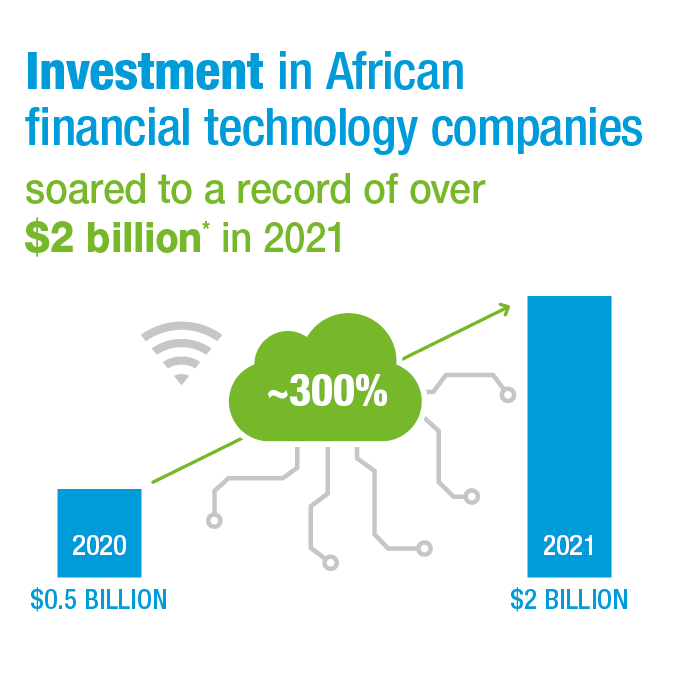 Investment in African
financial technology companies
soared to a record of over
$2 billion* in 2021
~300%
2020
2021
$0.5 BILLION
$2 BILLION